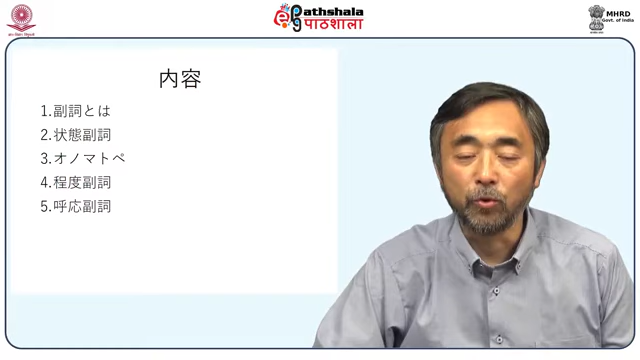 ePathshala
पाठशाला
MHRD
Govt. of India
内容
1.副詞とは
2.状態副詞
3.オノマトペ
4.程度副詞
5.呼応副詞